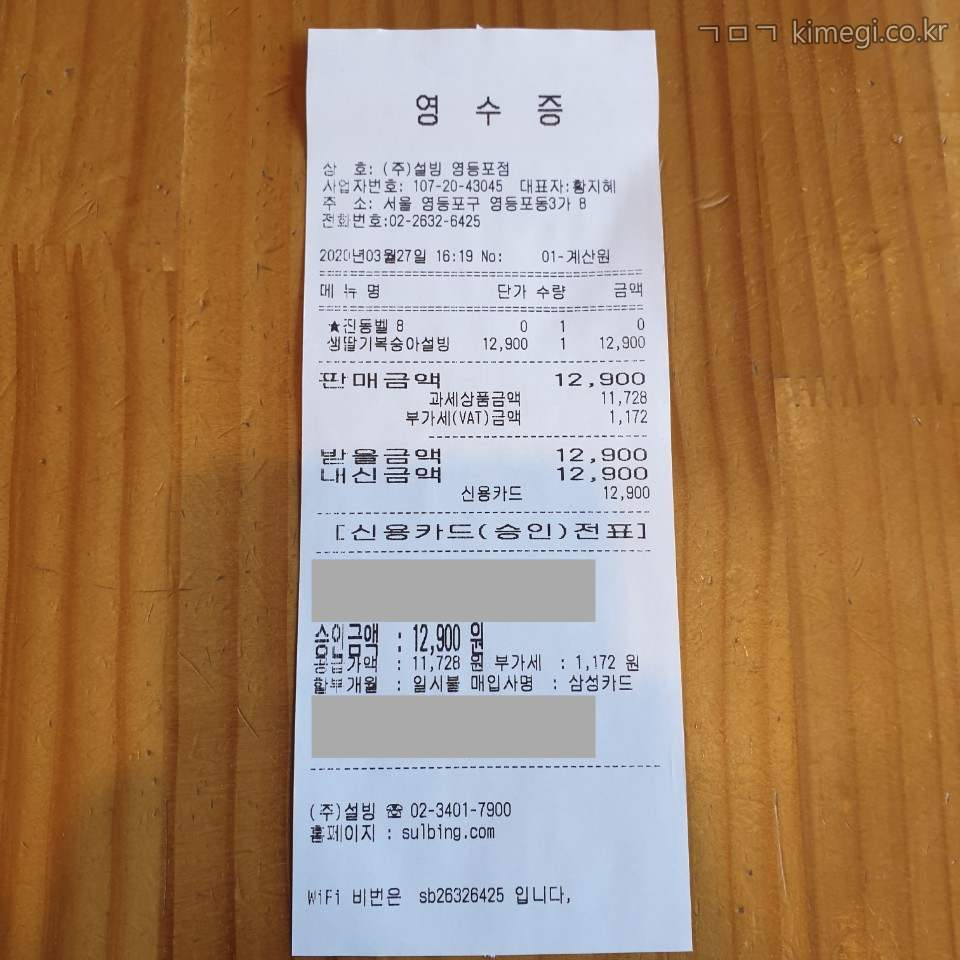 ㄱㅁㄱ kimegi.co.kr
영 수 증
상 호: (주)설빙 영등포점
사업자번호: 107-20-43045 대표자:황지혜
주 소: 서울 영등포구 영등포동3가 8
전화번호:02-2632-6425
2020년03월27일 16:19 No: 01-계산원
메 뉴 명 단가 수량 금액
★진동벨 8 0 1 0
생딸기복숭아설빙 12,900 1 12,900
판매금액 12,900
과세상품금액 11,728
부가세(VAT)금액 1,172
받을금액 12,900
내신금액 12,900
신용카드 12,900
[신용카드(승인)전표]
승인금액 : 12,900 원
공급가액 : 11,728 원 부가세 : 1,172 원
할부개월 : 일시불 매입사명 : 삼성카드
(주)설빙 ☎ 02-3401-7900
홈페이지 : sulbing.com
WiFi 비번은 sb26326425 입니다,